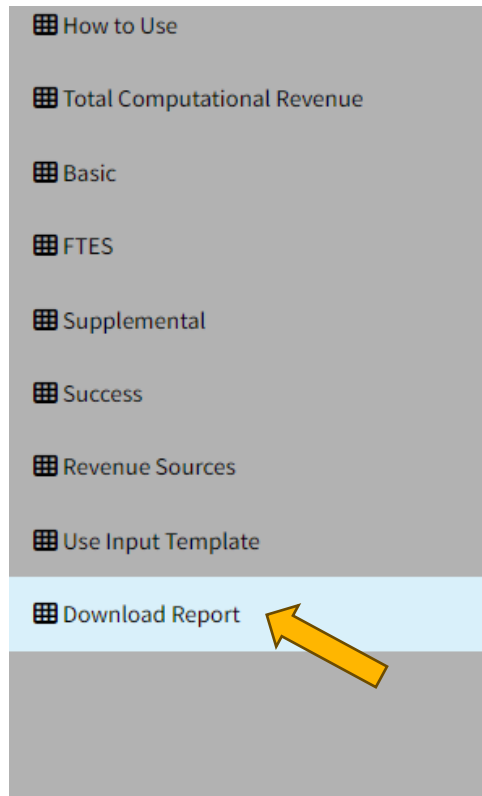 How to Use
Total Computational Revenue
Basic
FTES
Supplemental
Success
Revenue Sources
Use Input Template
Download Report